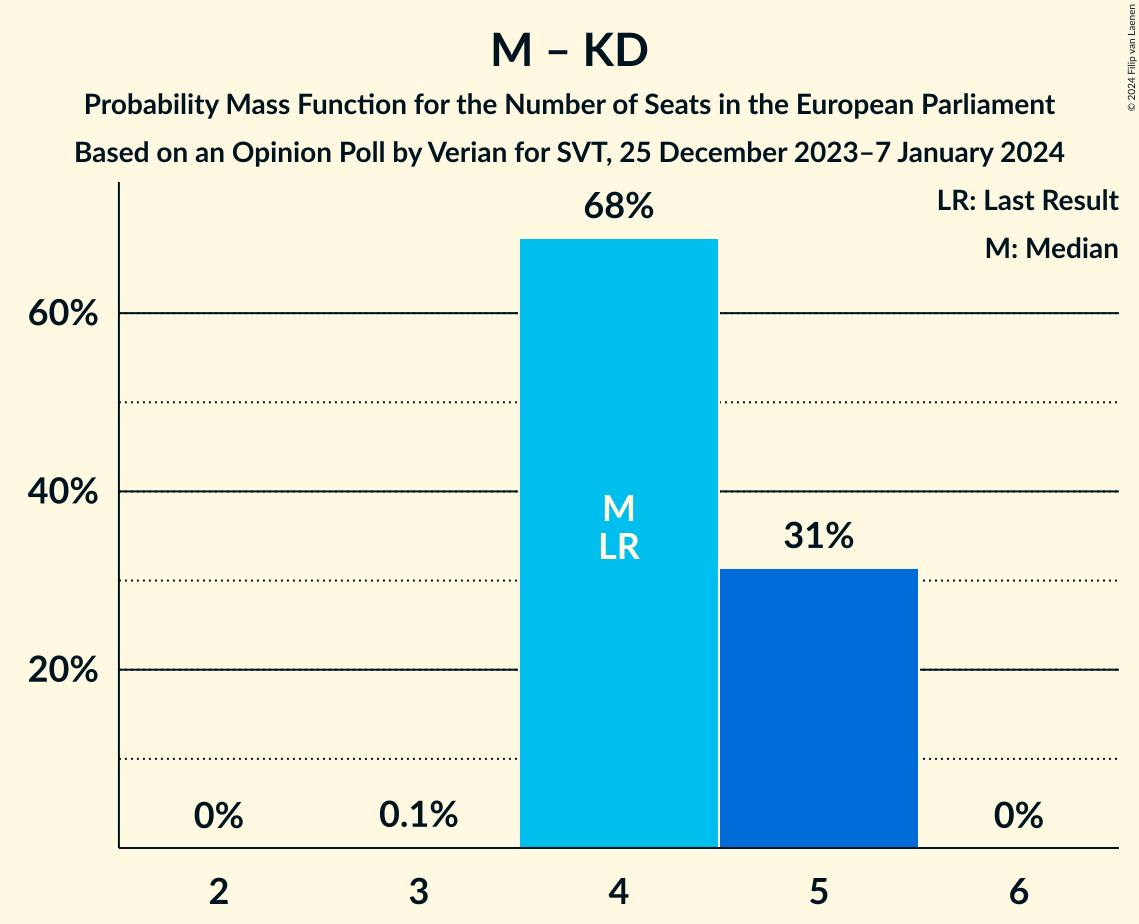 M – KD
Probability Mass Function for the Number of Seats in the European Parliament
Based on an Opinion Poll by Verian for SVT, 25 December 2023–7 January 2024
© 2024 Filip van Laenen
LR: Last Result
M: Median
68%
60%
40%
20%
M
LR
31%
0%
0.1%
0%
2 3 4 5 6